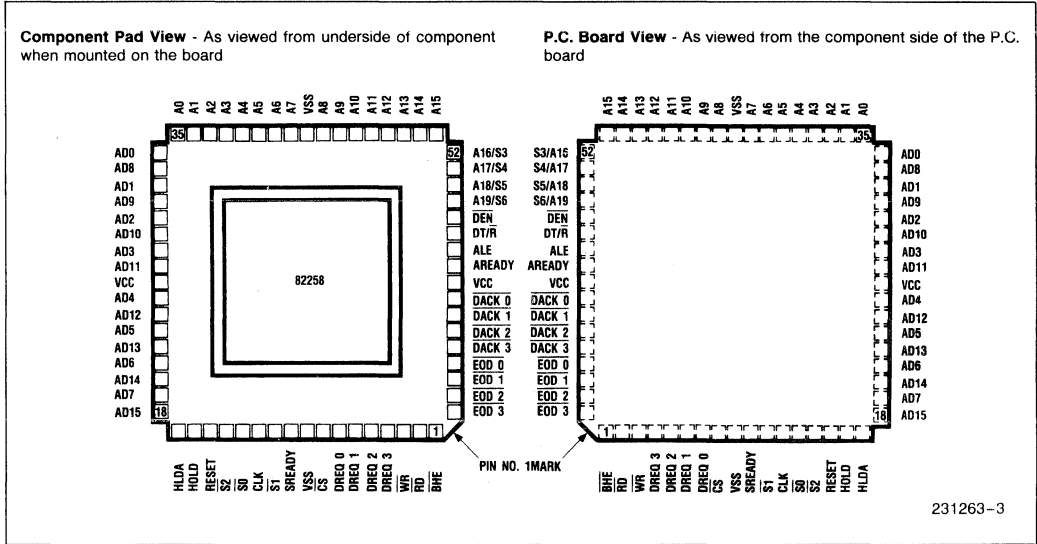 Component Pad View - As viewed from underside of component
when mounted on the board
P.C. Board View - As viewed from the component side of the P.C.
board
A0 A1 A2 A3 A4 A5 A6 A7 VSS A8 A9 A10 A11 A12 A13 A14 A15
35
52
AD0
AD8
AD1
AD9
AD2
AD10
AD3
AD11
VCC
AD4
AD12
AD5
AD13
AD6
AD14
AD7
AD15
18
82258
A16/S3
A17/S4
A18/S5
A19/S6
DEN
DT/R
ALE
AREADY
VCC
DACK 0
DACK 1
DACK 2
DACK 3
EOD 0
EOD 1
EOD 2
EOD 3
1
HLDA HOLD RESET S2 S0 CLK S1 SREADY VSS CS DREQ 0 DREQ 1 DREQ 2 DREQ 3 WR RD BHE
PIN NO. 1MARK
A15 A14 A13 A12 A11 A10 A9 A8 VSS A7 A6 A5 A4 A3 A2 A1 A0
35
52
S3/A15
S4/A17
S5/A18
S6/A19
DEN
DT/R
ALE
AREADY
VCC
DACK 0
DACK 1
DACK 2
DACK 3
EOD 0
EOD 1
EOD 2
EOD 3
1
AD0
AD8
AD1
AD9
AD2
AD10
AD3
AD11
VCC
AD4
AD12
AD5
AD13
AD6
AD14
AD7
AD15
18
BHE RD WR DREQ 3 DREQ 2 DREQ 1 DREQ 0 CS VSS SREADY S1 CLK S0 S2 RESET HOLD HLDA
231263-3